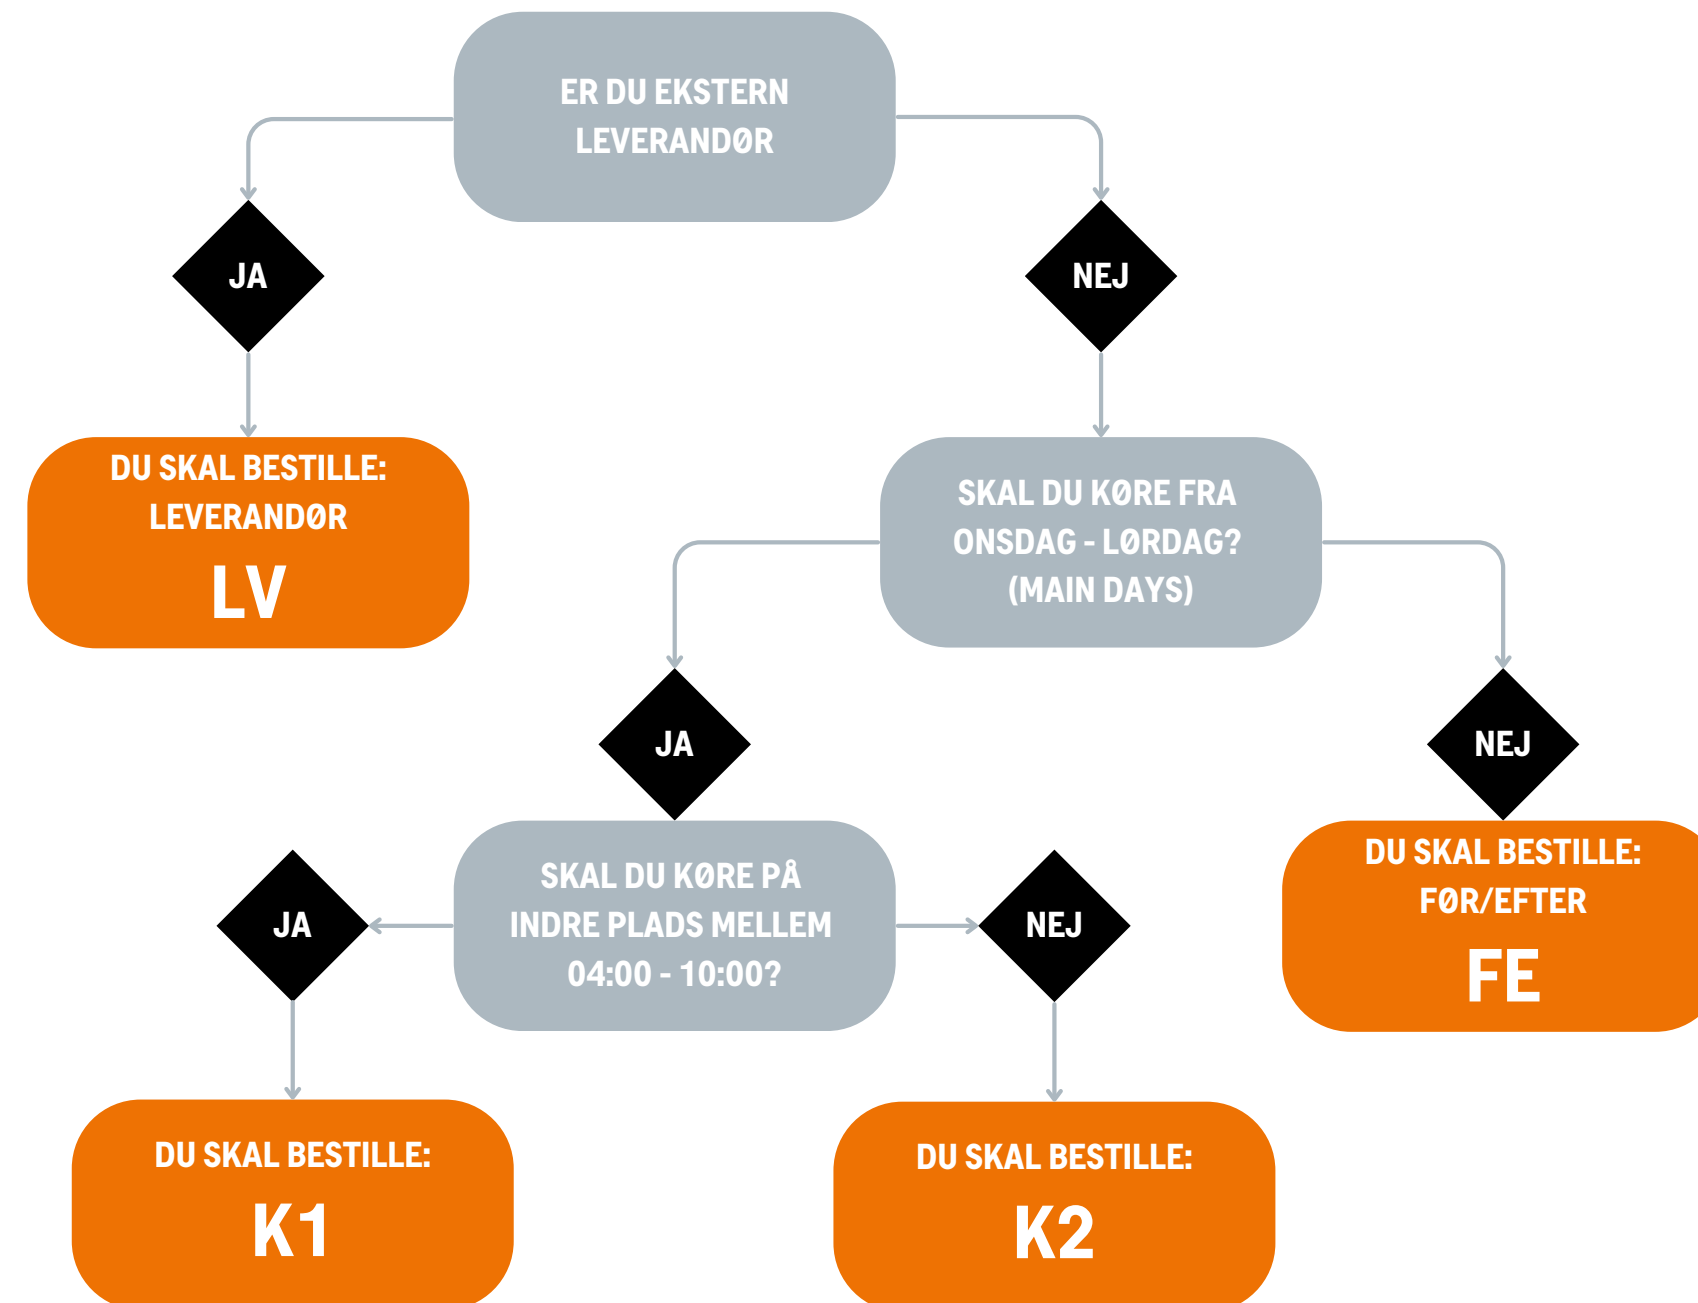 ER DU EKSTERN
LEVERANDØR
JA
NEJ
DU SKAL BESTILLE:
LEVERANDØR
LV
SKAL DU KØRE FRA
ONSDAG - LØRDAG?
(MAIN DAYS)
JA
NEJ
SKAL DU KØRE PÅ
INDRE PLADS MELLEM
04:00 - 10:00?
DU SKAL BESTILLE:
FØR/EFTER
FE
JA
NEJ
DU SKAL BESTILLE:
K1
DU SKAL BESTILLE:
K2